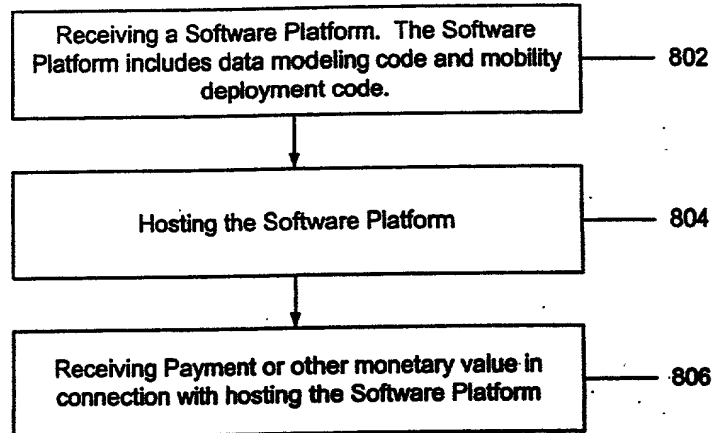 Receiving a Software Platform. The Software
Platform includes data modeling code and mobility
deployment code.
802
Hosting the Software Platform
804
Receiving Payment or other monetary value in
connection with hosting the Software Platform
806